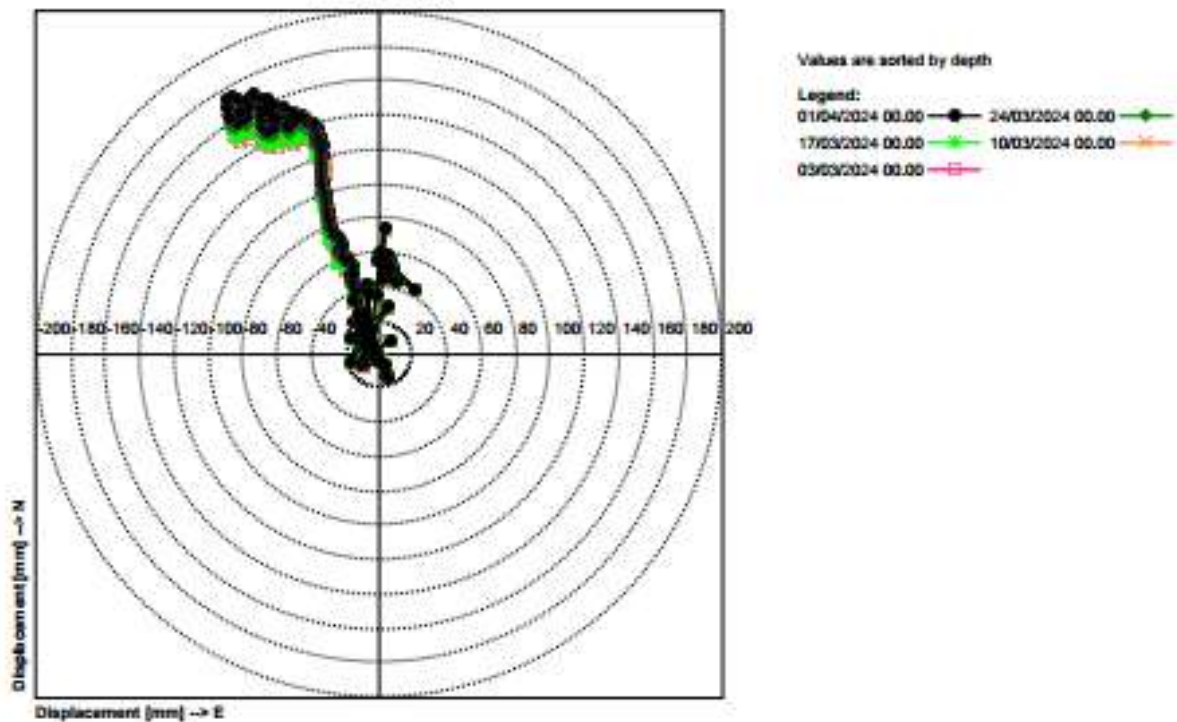 Values are sorted by depth
Legend:
01/04/2024 00.00 24/03/2024 00.00
17/03/2024 00.00 10/03/2024 00.00
03/03/2024 00.00
-200 -180 -160 -140 -120 -100 -80 -60 -40 20 40 60 80 100 120 140 160 180 200
Displacement [mm] --> N
Displacement [mm] --> E